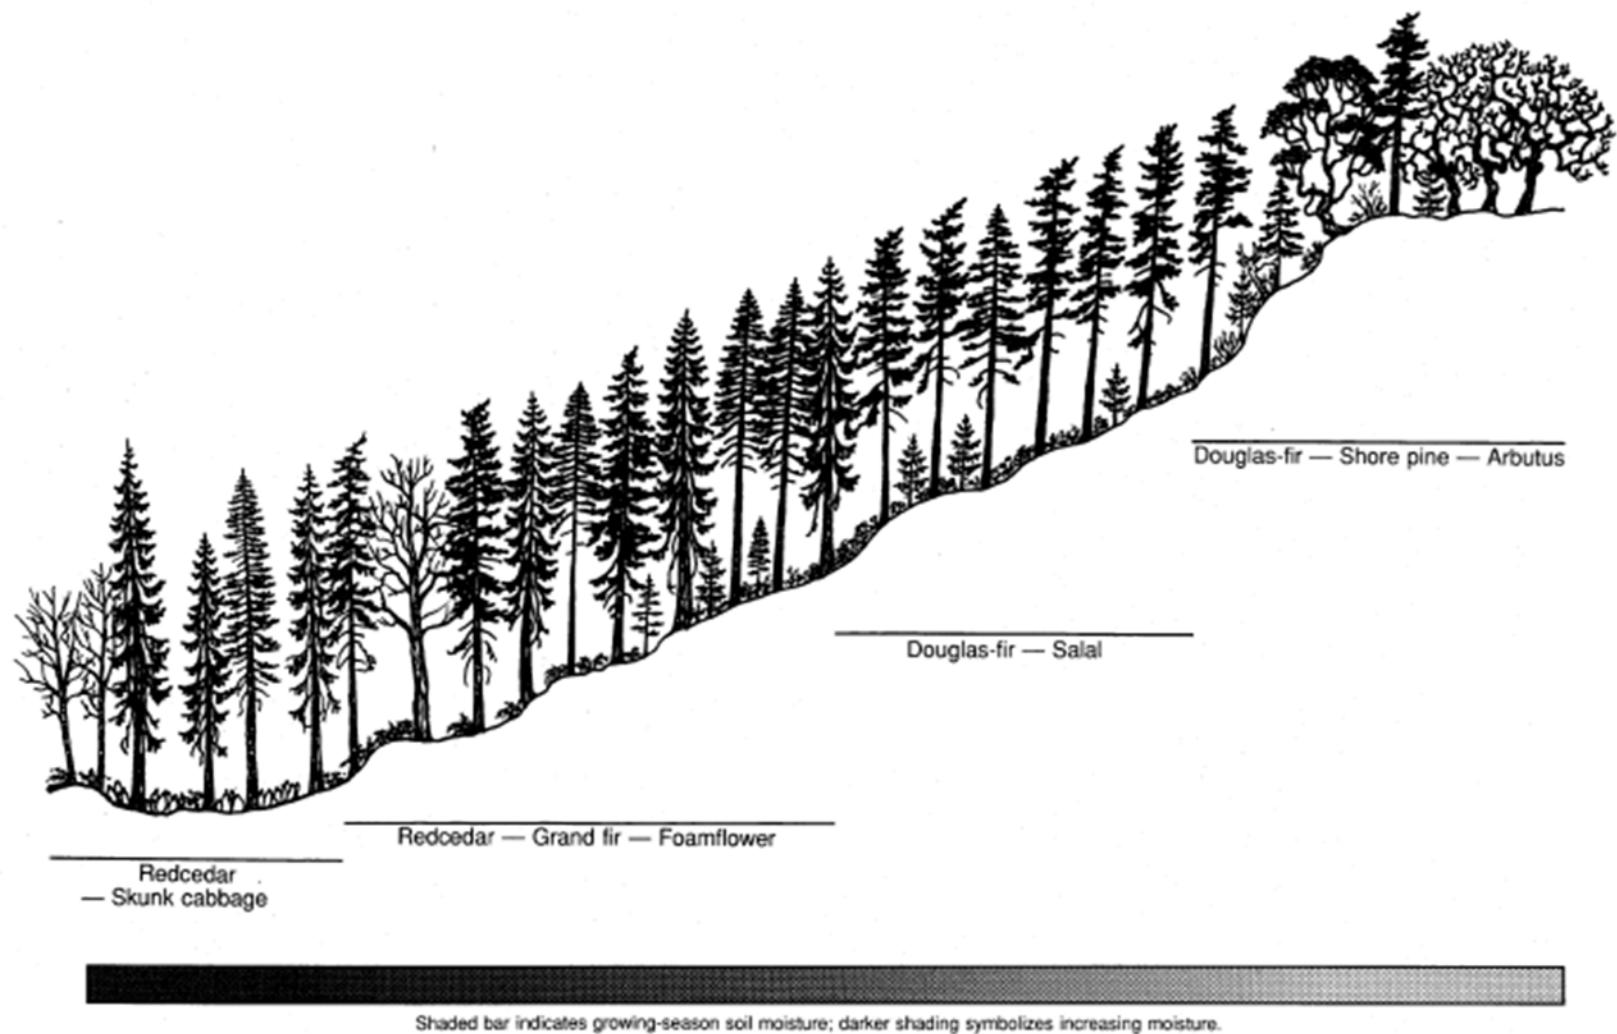 Douglas-fir — Shore pine — Arbutus
Douglas-fir — Salal
Redcedar — Grand fir — Foamflower
Redcedar
— Skunk cabbage
Shaded bar indicates growing-season soil moisture; darker shading symbolizes increasing moisture.